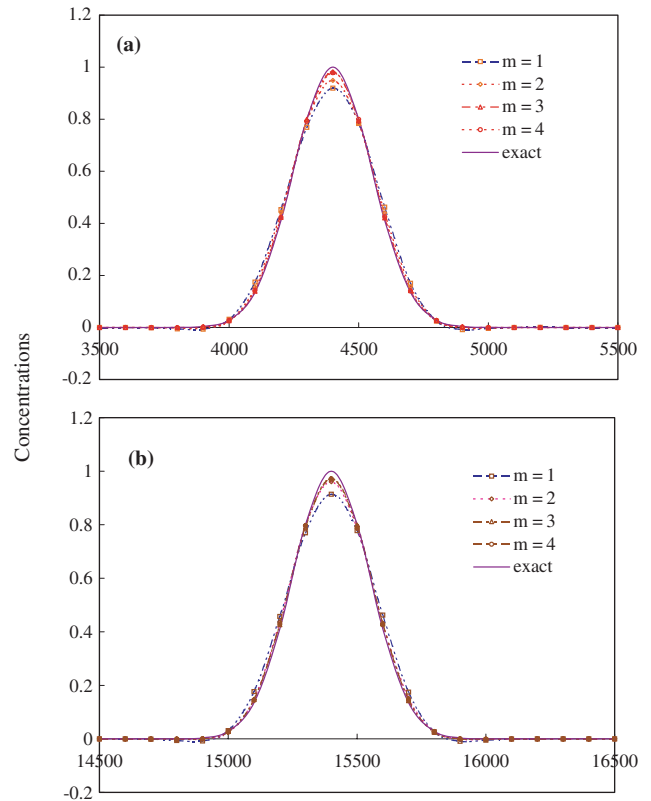 1.2
(a)
m = 1
m = 2
m = 3
m = 4
exact
1
0.8
0.6
0.4
0.2
0
-0.2
3500 4000 4500 5000 5500
Concentrations
1.2
(b)
m = 1
m = 2
m = 3
m = 4
exact
1
0.8
0.6
0.4
0.2
0
-0.2
14500 15000 15500 16000 16500